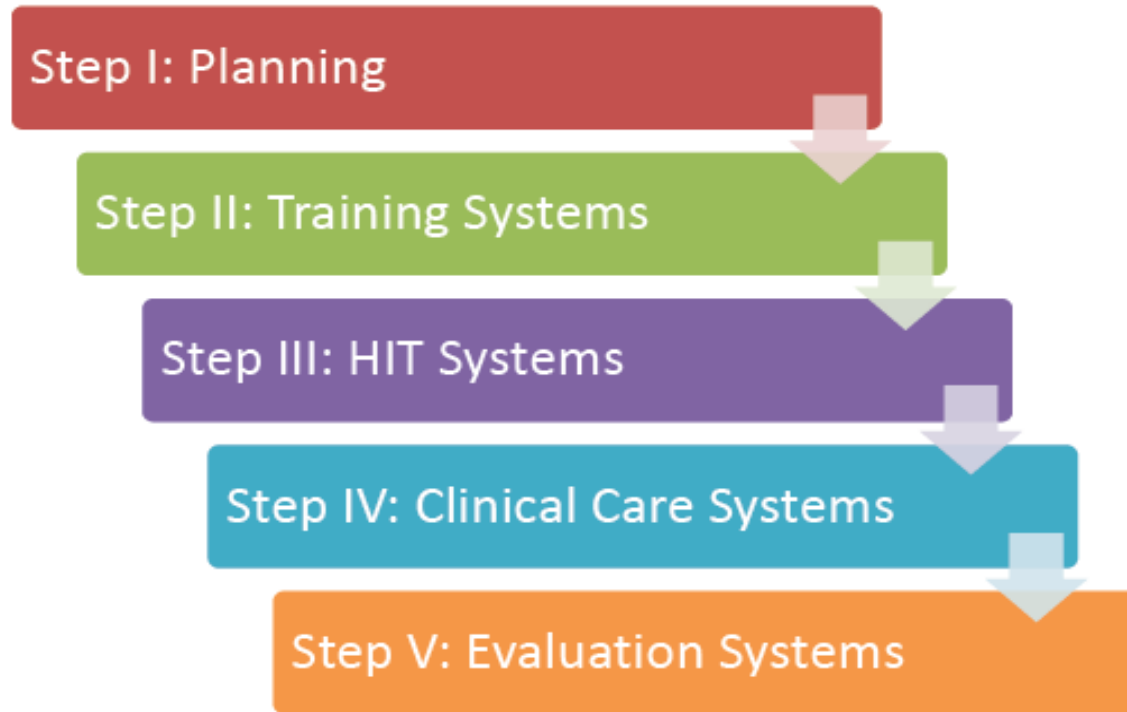 Step I: Planning
Step II: Training Systems
Step III: HIT Systems
Step IV: Clinical Care Systems
Step V: Evaluation Systems